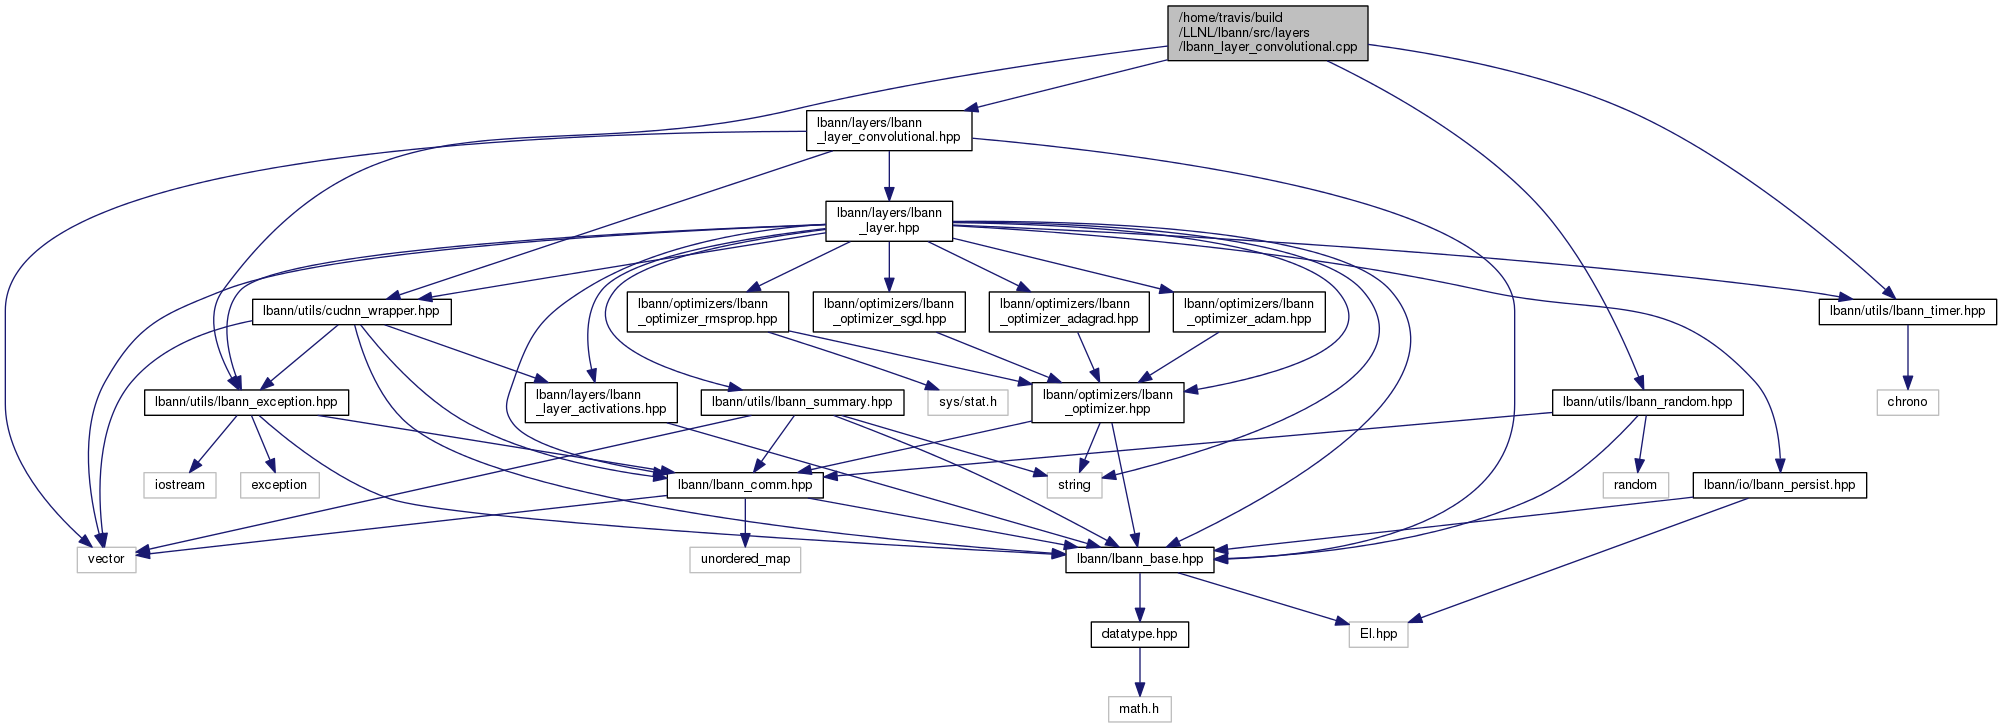 /home/travis/build
/LLNL/lbann/src/layers
/lbann_layer_convolutional.cpp
lbann/layers/lbann
_layer_convolutional.hpp
lbann/layers/lbann
_layer.hpp
lbann/utils/cudnn_wrapper.hpp
lbann/optimizers/lbann
_optimizer_rmsprop.hpp
lbann/optimizers/lbann
_optimizer_sgd.hpp
lbann/optimizers/lbann
_optimizer_adagrad.hpp
lbann/optimizers/lbann
_optimizer_adam.hpp
lbann/utils/lbann_timer.hpp
lbann/utils/lbann_exception.hpp
lbann/layers/lbann
_layer_activations.hpp
lbann/utils/lbann_summary.hpp
sys/stat.h
lbann/optimizers/lbann
_optimizer.hpp
lbann/utils/lbann_random.hpp
chrono
iostream
exception
lbann/lbann_comm.hpp
string
random
lbann/io/lbann_persist.hpp
vector
unordered_map
lbann/lbann_base.hpp
datatype.hpp
El.hpp
math.h